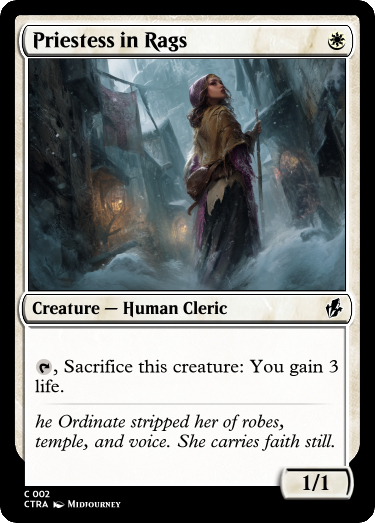 Priestess in Rags
Creature — Human Cleric
, Sacrifice this creature: You gain 3
life.
he Ordinate stripped her of robes,
temple, and voice. She carries faith still.
1/1
C 002
CTRA Midjourney